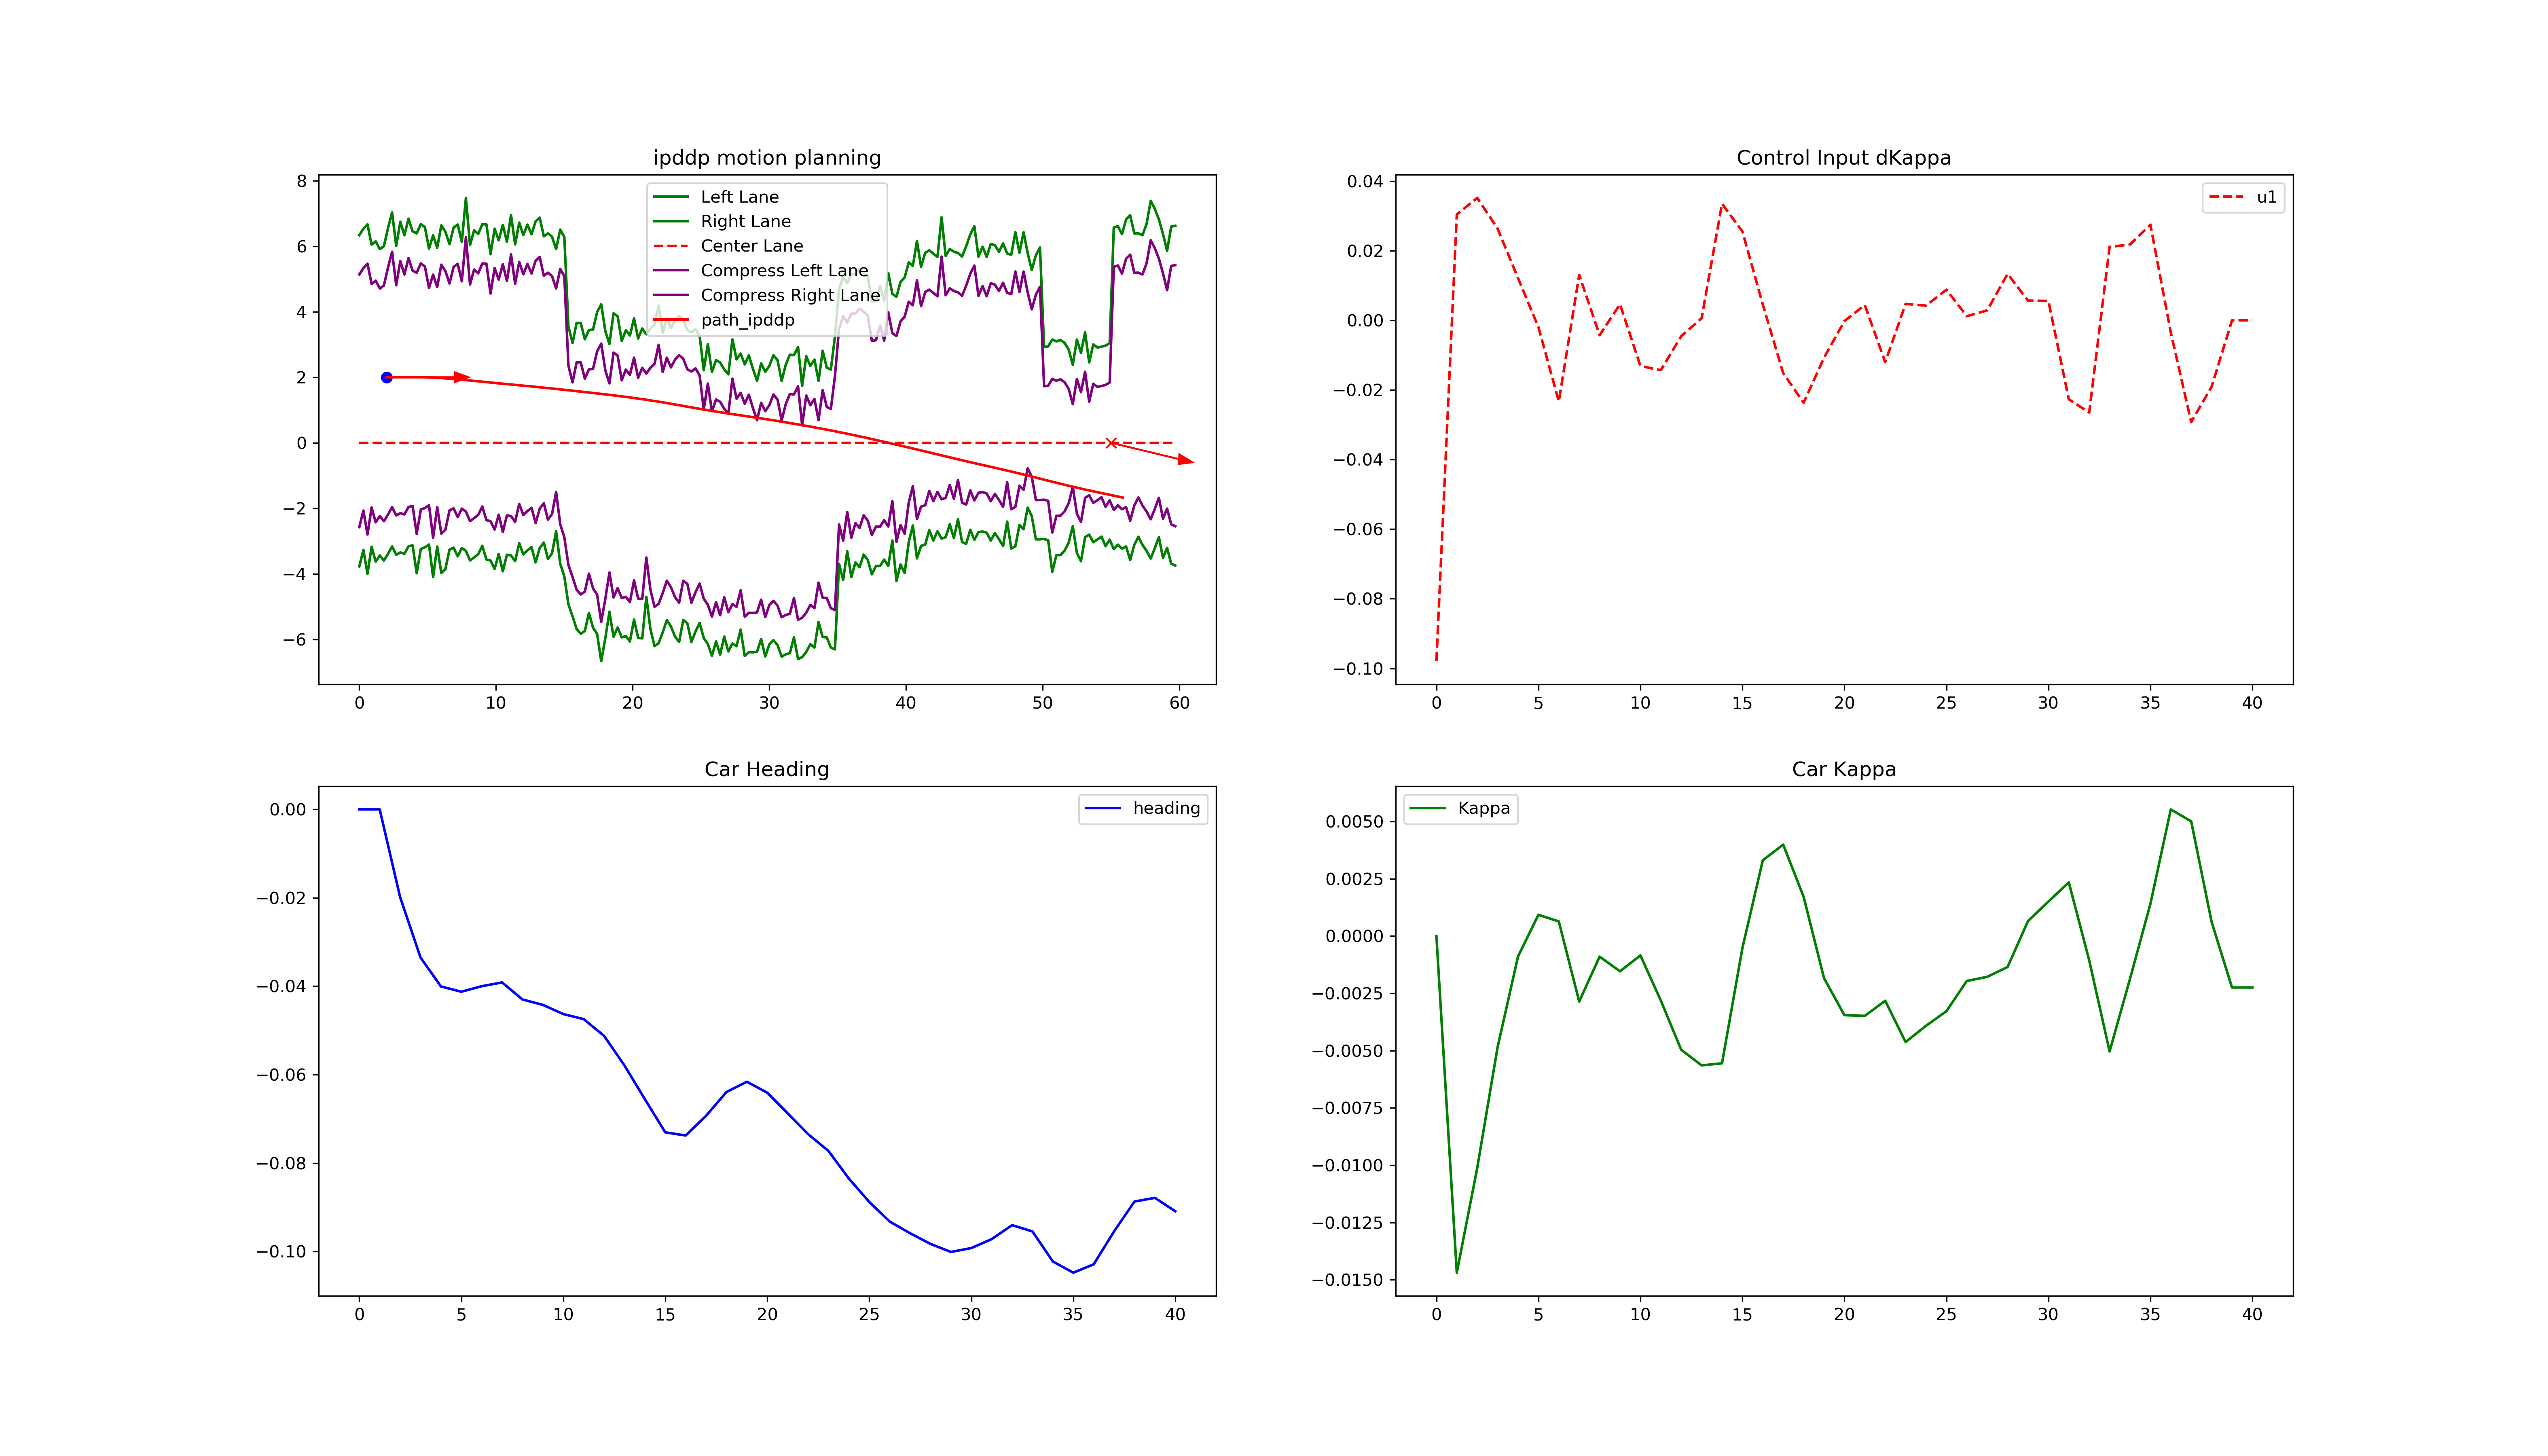 ipddp motion planning
8
6
4
2
0
−2
−4
−6
0 10 20 30 40 50 60
Left Lane
Right Lane
Center Lane
Compress Left Lane
Compress Right Lane
path_ipddp
Control Input dKappa
0.04
0.02
0.00
−0.02
−0.04
−0.06
−0.08
−0.10
0 5 10 15 20 25 30 35 40
u1
Car Heading
0.00
−0.02
−0.04
−0.06
−0.08
−0.10
0 5 10 15 20 25 30 35 40
heading
Car Kappa
0.0050
0.0025
0.0000
−0.0025
−0.0050
−0.0075
−0.0100
−0.0125
−0.0150
0 5 10 15 20 25 30 35 40
Kappa